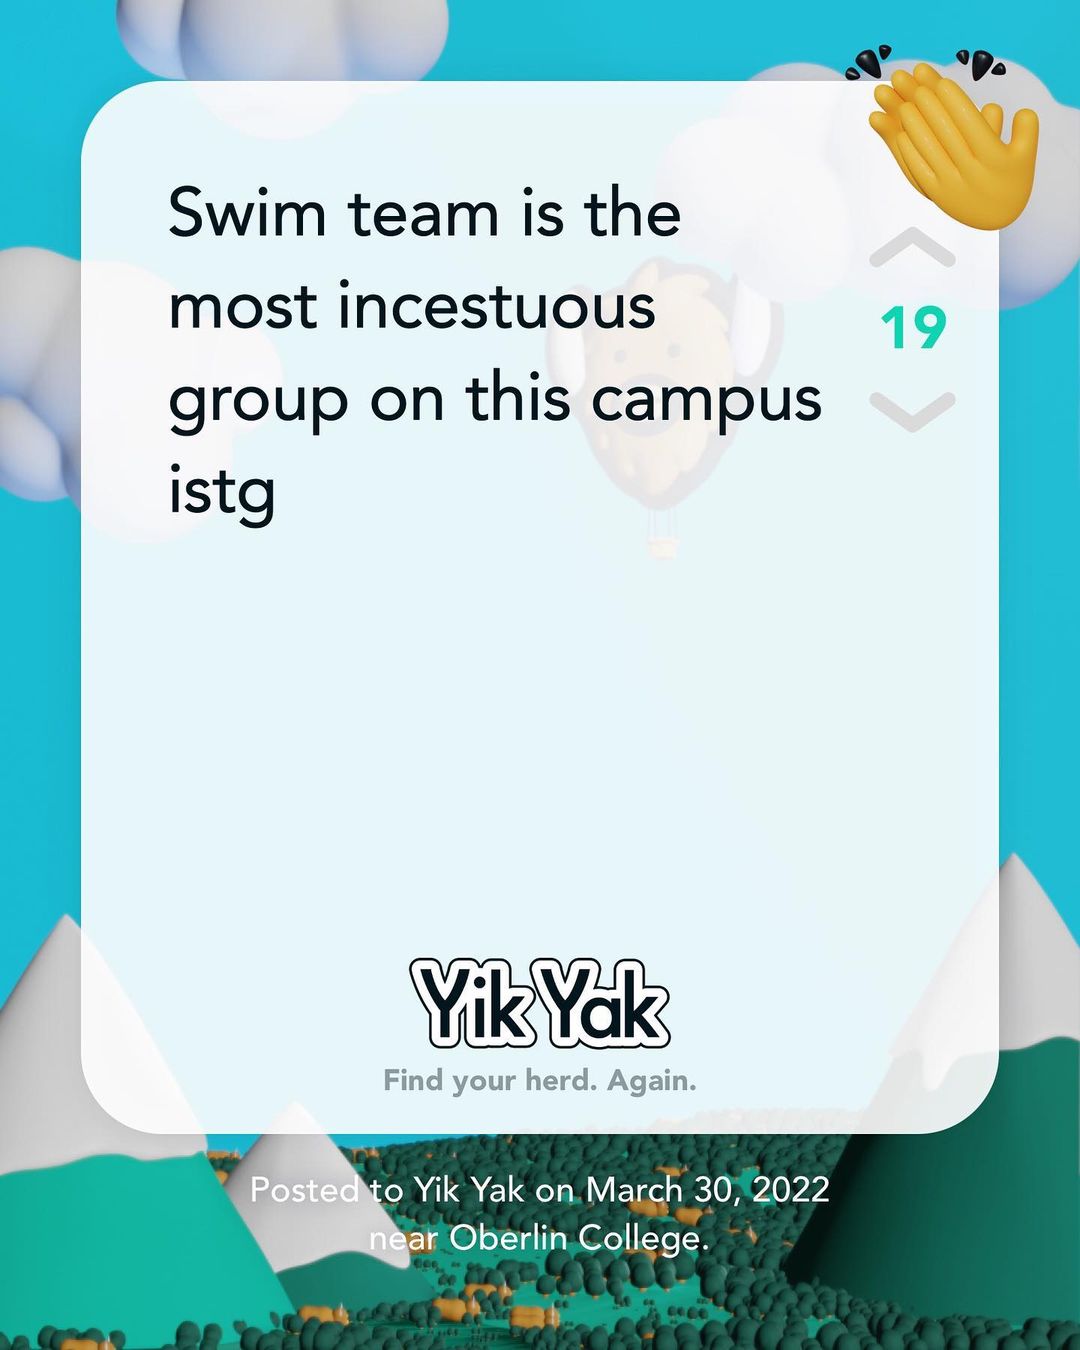 Swim team is the
most incestuous
group on this campus
istg
19
Yik Yak
Find your herd. Again.
Posted to Yik Yak on March 30, 2022
near Oberlin College.